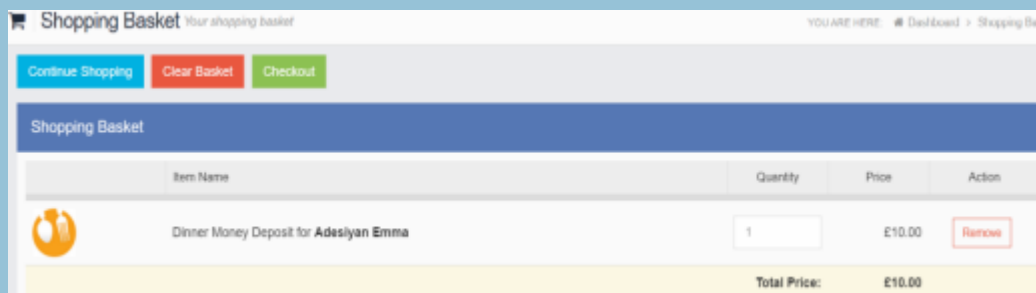 Shopping Basket Your shopping basket YOU ARE HERE: Dashboard > Shopping Ba
Continue Shopping Clear Basket Checkout
Shopping Basket
Item Name Quantity Price Action
Dinner Money Deposit for Adesiyan Emma 1 £10.00 Remove
Total Price: £10.00